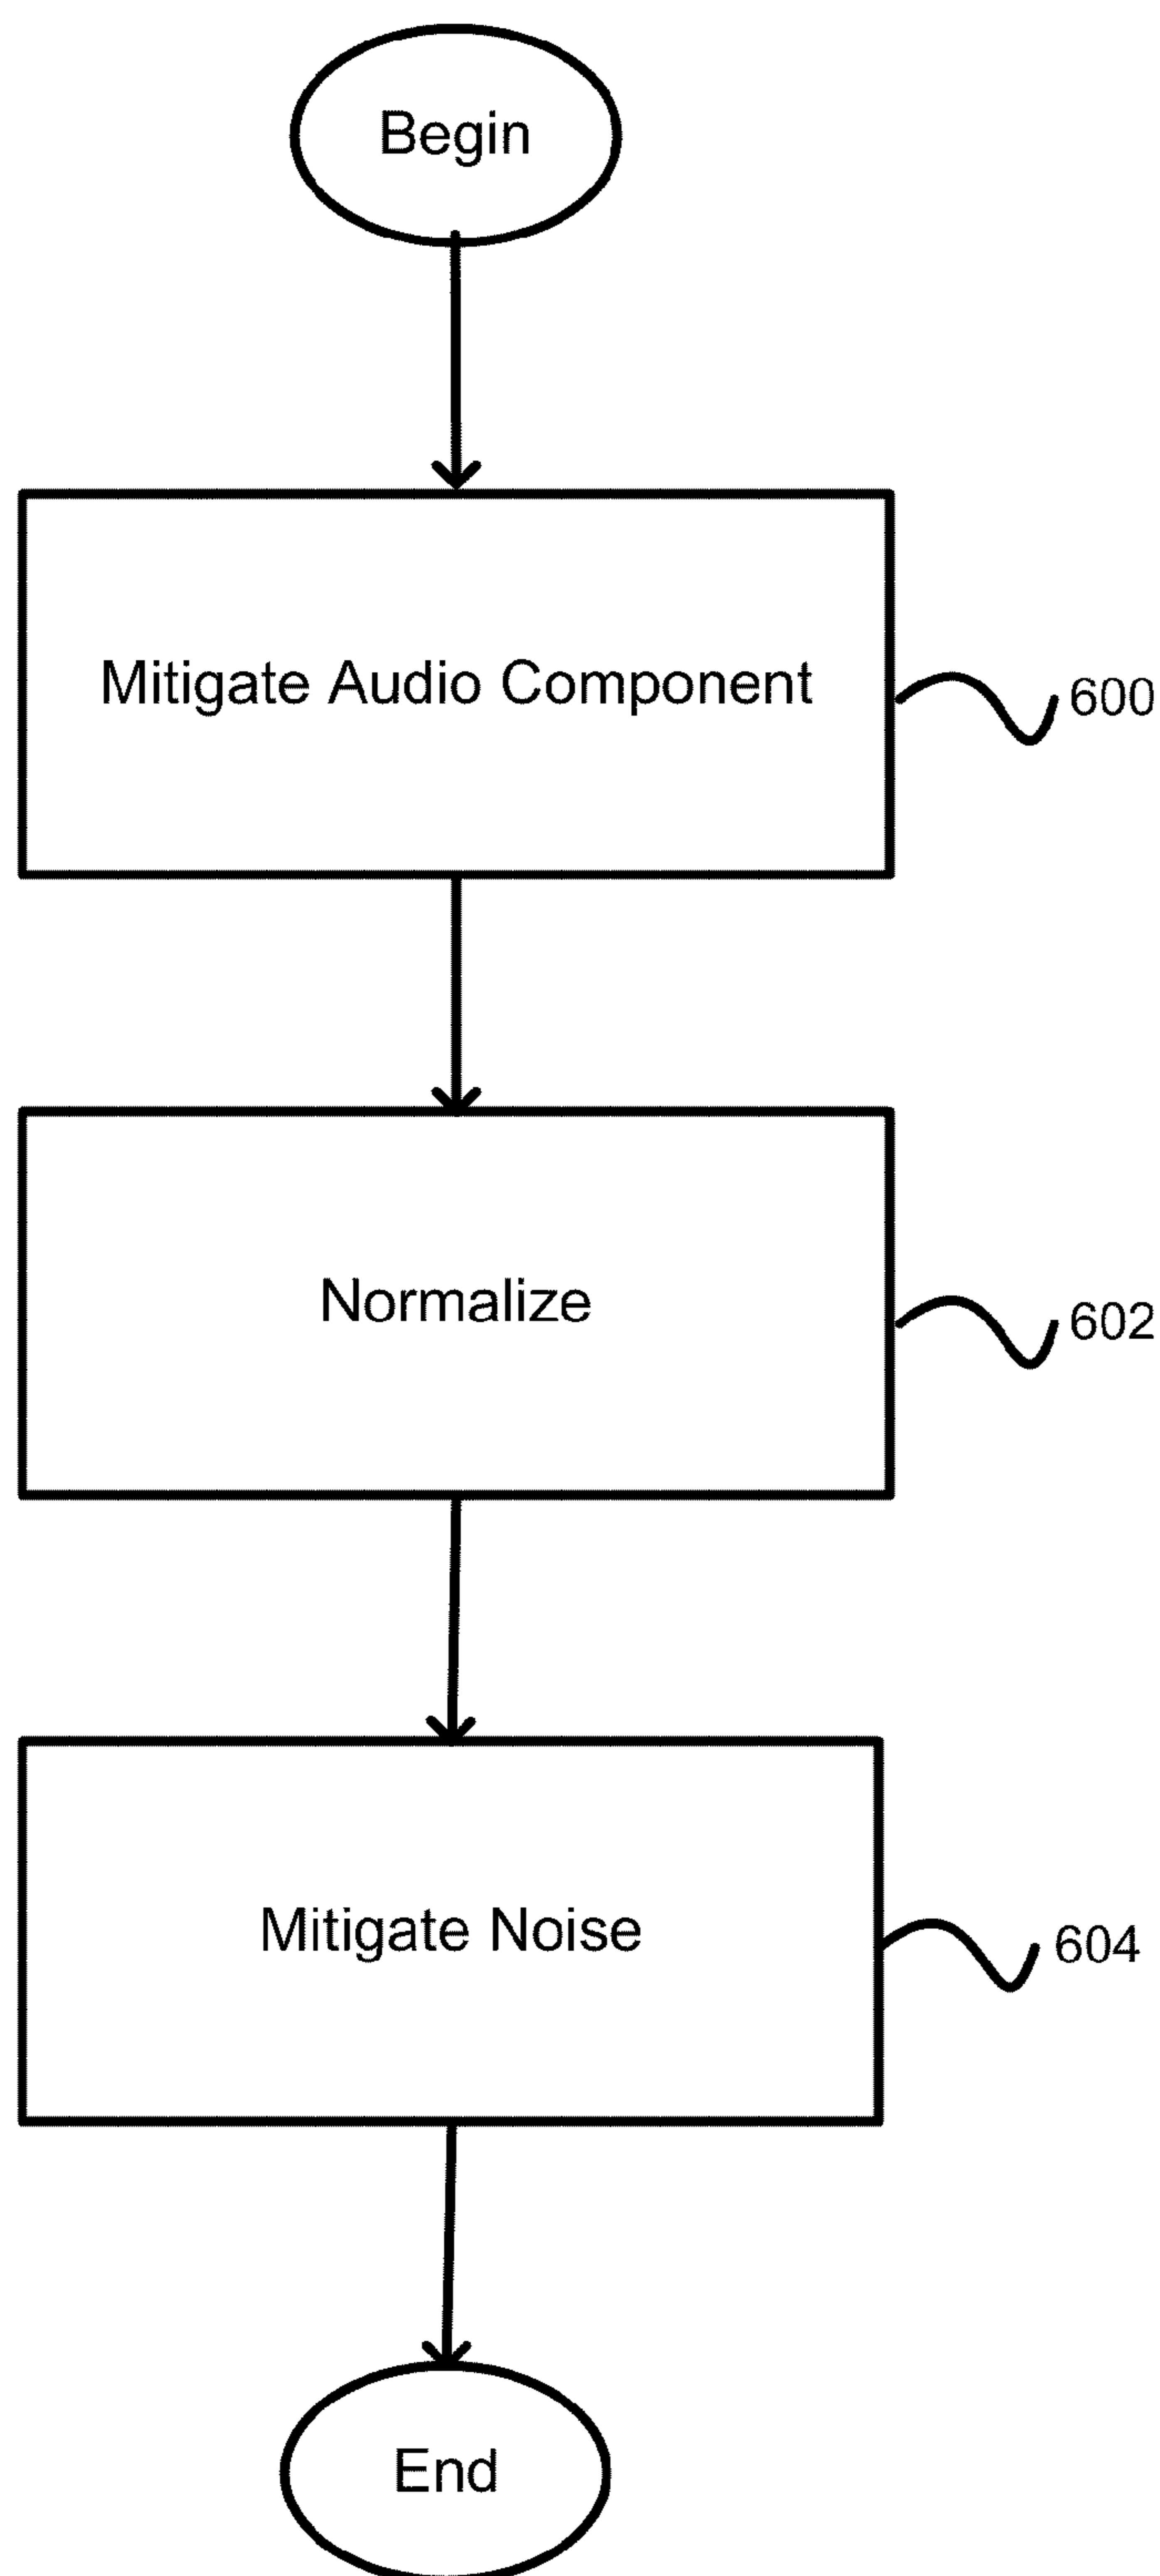 Begin
Mitigate Audio Component
600
Normalize
602
Mitigate Noise
604
End